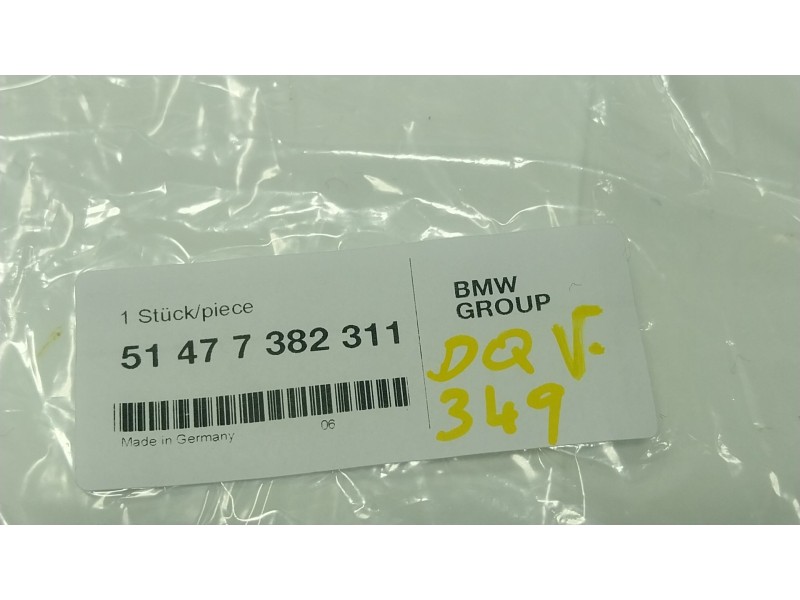 1 Stück/piece
51 47 7 382 311
06
Made in Germany
BMW
GROUP
DQ V.
349